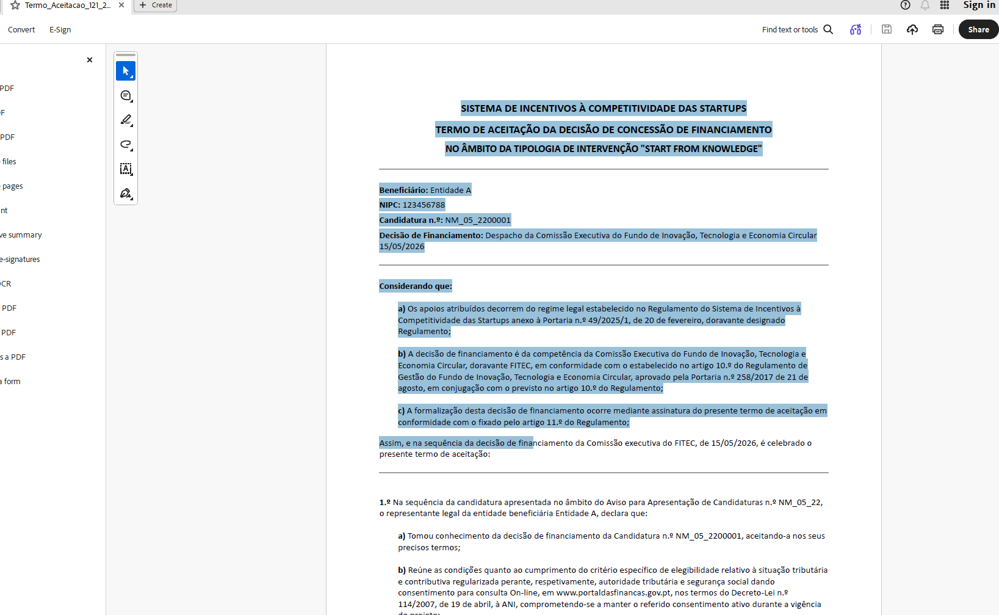 Termo_Aceitacao_121_2...
Create
Sign in
Convert
E-Sign
Find text or tools
Share
PDF
PDF
files
pages
summary
e-signatures
PDF
PDF
s a PDF
a form
SISTEMA DE INCENTIVOS À COMPETITIVIDADE DAS STARTUPS
TERMO DE ACEITAÇÃO DA DECISÃO DE CONCESSÃO DE FINANCIAMENTO
NO ÂMBITO DA TIPOLOGIA DE INTERVENÇÃO "START FROM KNOWLEDGE"
Beneficiário: Entidade A
NIPC: 123456788
Candidatura n.º: NM_05_2200001
Decisão de Financiamento: Despacho da Comissão Executiva do Fundo de Inovação, Tecnologia e Economia Circular
15/05/2026
Considerando que:
a) Os apoios atribuídos decorrem do regime legal estabelecido no Regulamento do Sistema de Incentivos à
Competitividade das Startups anexo à Portaria n.º 49/2025/1, de 20 de fevereiro, doravante designado
Regulamento;
b) A decisão de financiamento é da competência da Comissão Executiva do Fundo de Inovação, Tecnologia e
Economia Circular, doravante FITEC, em conformidade com o estabelecido no artigo 10.º do Regulamento de
Gestão do Fundo de Inovação, Tecnologia e Economia Circular, aprovado pela Portaria n.º 258/2017 de 21 de
agosto, em conjugação com o previsto no artigo 10.º do Regulamento;
c) A formalização desta decisão de financiamento ocorre mediante assinatura do presente termo de aceitação em
conformidade com o fixado pelo artigo 11.º do Regulamento;
Assim, e na sequência da decisão de financiamento da Comissão executiva do FITEC, de 15/05/2026, é celebrado o
presente termo de aceitação:
1.º Na sequência da candidatura apresentada no âmbito do Aviso para Apresentação de Candidaturas n.º NM_05_22,
o representante legal da entidade beneficiária Entidade A, declara que:
a) Tomou conhecimento da decisão de financiamento da Candidatura n.º NM_05_2200001, aceitando-a nos seus
precisos termos;
b) Reúne as condições quanto ao cumprimento do critério específico de elegibilidade relativo à situação tributária
e contributiva regularizada perante, respetivamente, autoridade tributária e segurança social dando
consentimento para consulta On-line, em www.portaldasfinancas.gov.pt, nos termos do Decreto-Lei n.º
114/2007, de 19 de abril, à ANI, comprometendo-se a manter o referido consentimento ativo durante a vigência
do projeto;